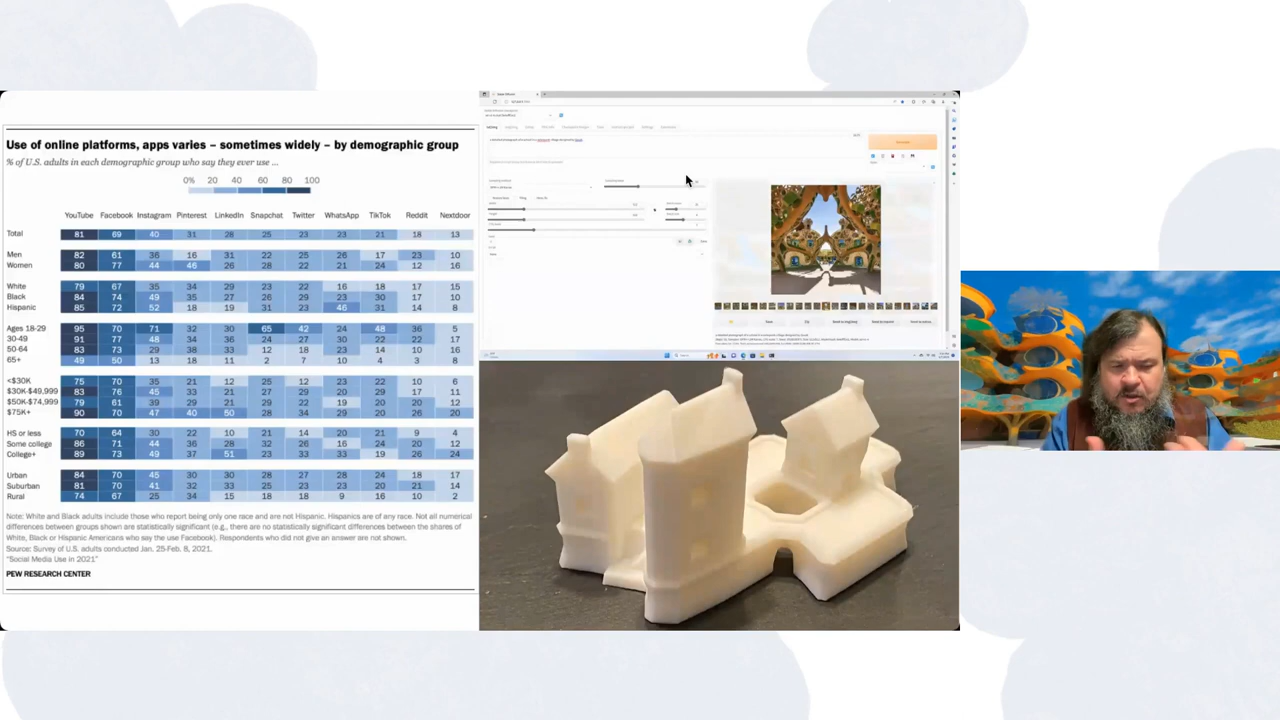 Use of online platforms, apps varies – sometimes widely – by demographic group
% of U.S. adults in each demographic group who say they ever use ...
0% 20 40 60 80 100
YouTube Facebook Instagram Pinterest LinkedIn Snapchat Twitter WhatsApp TikTok Reddit Nextdoor
Total 81 69 40 31 28 25 23 23 21 18 13
Men 82 61 36 16 31 22 25 26 17 23 10
Women 80 77 44 46 26 28 22 21 24 12 16
White 79 67 35 34 29 23 22 16 18 17 15
Black 84 74 49 35 27 26 29 23 30 17 10
Hispanic 85 72 52 18 19 31 23 46 31 14 8
Ages 18-29 95 70 71 32 30 65 42 24 48 36 5
30-49 91 77 48 34 36 24 27 30 22 22 17
50-64 83 73 29 38 33 12 18 23 14 10 16
65+ 49 50 13 18 11 2 7 10 4 3 8
<$30K 75 70 35 21 12 25 12 23 22 10 6
$30K-$49,999 83 76 45 33 21 27 29 20 29 17 11
$50K-$74,999 79 61 39 29 21 29 22 19 20 20 12
$75K+ 90 70 47 40 50 28 34 29 20 26 20
HS or less 70 64 30 22 10 21 14 20 21 9 4
Some college 86 71 44 36 28 32 26 16 24 20 12
College+ 89 73 49 37 51 23 33 33 19 26 24
Urban 84 70 45 30 30 28 27 28 24 18 17
Suburban 81 70 41 32 33 25 23 23 20 21 14
Rural 74 67 25 34 15 18 18 9 16 10 2
Note: White and Black adults include those who report being only one race and are not Hispanic. Hispanics are of any race. Not all numerical
differences between groups shown are statistically significant (e.g., there are no statistically significant differences between the shares of
White, Black or Hispanic Americans who say the use Facebook). Respondents who did not give an answer are not shown.
Source: Survey of U.S. adults conducted Jan. 25-Feb. 8, 2021.
"Social Media Use in 2021"
PEW RESEARCH CENTER